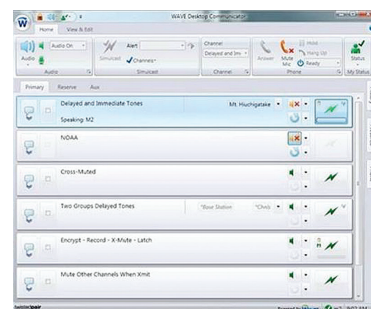 WAVE Desktop Communicator
W
Home View & Edit
Audio
Audio On
Audio
Simulcast
Alert
Channels
Simulcast
Channel
Delayed and Imm
Channel
Answer
Mute Mic
Hold
Hang Up
Ready
Phone
Status
My Status
Primary Reserve Aux
Delayed and Immediate Tones Mt. Hiuchigatake
Speaking: M2
NOAA
Cross-Muted
Two Groups Delayed Tones
Encrypt - Record - X-Mute - Latch
Mute Other Channels When Xmit
twistedpair